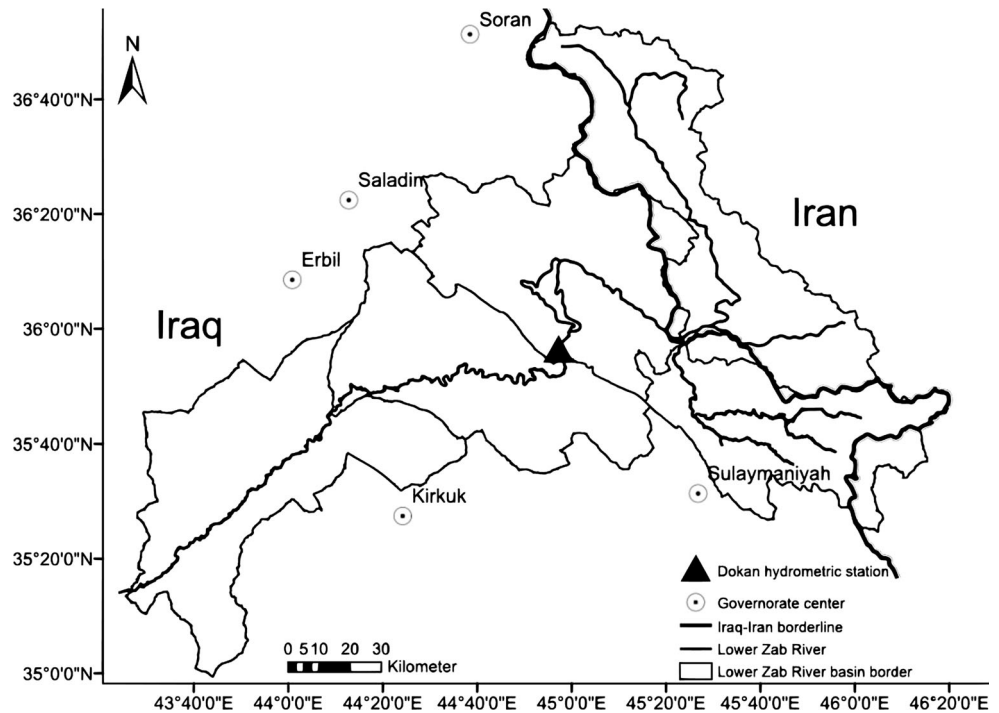 Soran
N
36°40'0"N
Saladin
36°20'0"N
Iran
Erbil
Iraq
36°0'0"N
35°40'0"N
Sulaymaniyah
Kirkuk
35°20'0"N
Dokan hydrometric station
Governorate center
Iraq-Iran borderline
0 5 10 20 30
Kilometer
Lower Zab River
Lower Zab River basin border
35°0'0"N
43°40'0"E 44°0'0"E 44°20'0"E 44°40'0"E 45°0'0"E 45°20'0"E 45°40'0"E 46°0'0"E 46°20'0"E